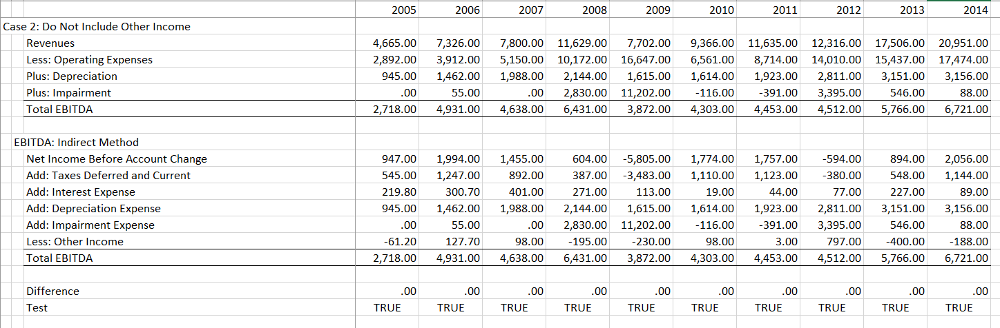 2005 2006 2007 2008 2009 2010 2011 2012 2013 2014
Case 2: Do Not Include Other Income
Revenues 4,665.00 7,326.00 7,800.00 11,629.00 7,702.00 9,366.00 11,635.00 12,316.00 17,506.00 20,951.00
Less: Operating Expenses 2,892.00 3,912.00 5,150.00 10,172.00 16,647.00 6,561.00 8,714.00 14,010.00 15,437.00 17,474.00
Plus: Depreciation 945.00 1,462.00 1,988.00 2,144.00 1,615.00 1,614.00 1,923.00 2,811.00 3,151.00 3,156.00
Plus: Impairment .00 55.00 .00 2,830.00 11,202.00 -116.00 -391.00 3,395.00 546.00 88.00
Total EBITDA 2,718.00 4,931.00 4,638.00 6,431.00 3,872.00 4,303.00 4,453.00 4,512.00 5,766.00 6,721.00
EBITDA: Indirect Method
Net Income Before Account Change 947.00 1,994.00 1,455.00 604.00 -5,805.00 1,774.00 1,757.00 -594.00 894.00 2,056.00
Add: Taxes Deferred and Current 545.00 1,247.00 892.00 387.00 -3,483.00 1,110.00 1,123.00 -380.00 548.00 1,144.00
Add: Interest Expense 219.80 300.70 401.00 271.00 113.00 19.00 44.00 77.00 227.00 89.00
Add: Depreciation Expense 945.00 1,462.00 1,988.00 2,144.00 1,615.00 1,614.00 1,923.00 2,811.00 3,151.00 3,156.00
Add: Impairment Expense .00 55.00 .00 2,830.00 11,202.00 -116.00 -391.00 3,395.00 546.00 88.00
Less: Other Income -61.20 127.70 98.00 -195.00 -230.00 98.00 3.00 797.00 -400.00 -188.00
Total EBITDA 2,718.00 4,931.00 4,638.00 6,431.00 3,872.00 4,303.00 4,453.00 4,512.00 5,766.00 6,721.00
Difference .00 .00 .00 .00 .00 .00 .00 .00 .00 .00
Test TRUE TRUE TRUE TRUE TRUE TRUE TRUE TRUE TRUE TRUE